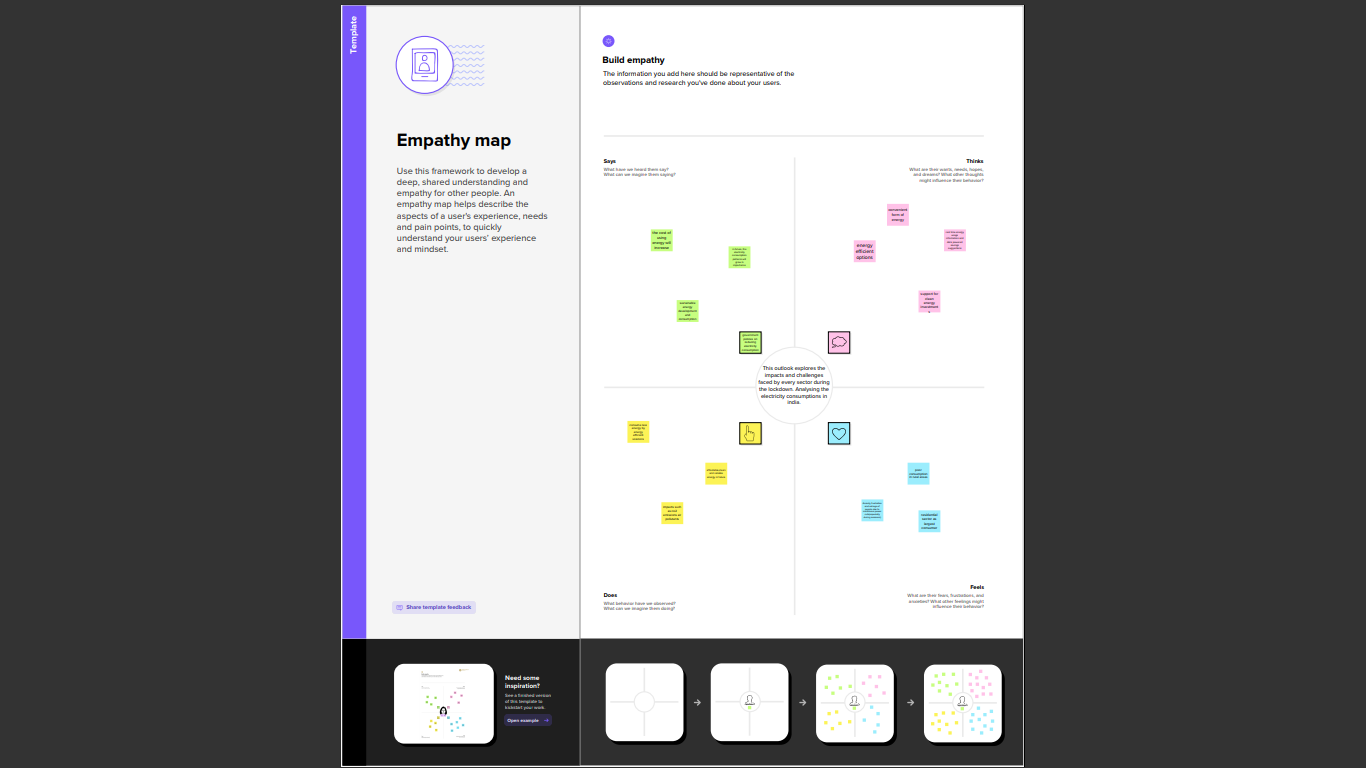 Template
Empathy map
Use this framework to develop a
deep, shared understanding and
empathy for other people. An
empathy map helps describe the
aspects of a user's experience, needs
and pain points, to quickly
understand your users' experience
and mindset.
Share template feedback
Build empathy
The information you add here should be representative of the
observations and research you've done about your users.
Says
What have we heard them say?
What can we imagine them saying?
Thinks
What are their wants, needs, hopes,
and dreams? What other thoughts
might influence their behavior?
the cost of
using
energy will
increase
sustainable
energy
development
and
consumption
convenient
form of
energy
energy
efficient
options
support for
clean
energy
investment
s
This outlook explores the
impacts and challenges
faced by every sector during
the lockdown. Analysing the
electricity consumptions in
india.
residential
sector as
largest
consumer
Does
What behavior have we observed?
What can we imagine them doing?
Feels
What are their fears, frustrations, and
anxieties? What other feelings might
influence their behavior?
Need some
inspiration?
See a finished version
of this template to
kickstart your work.
Open example